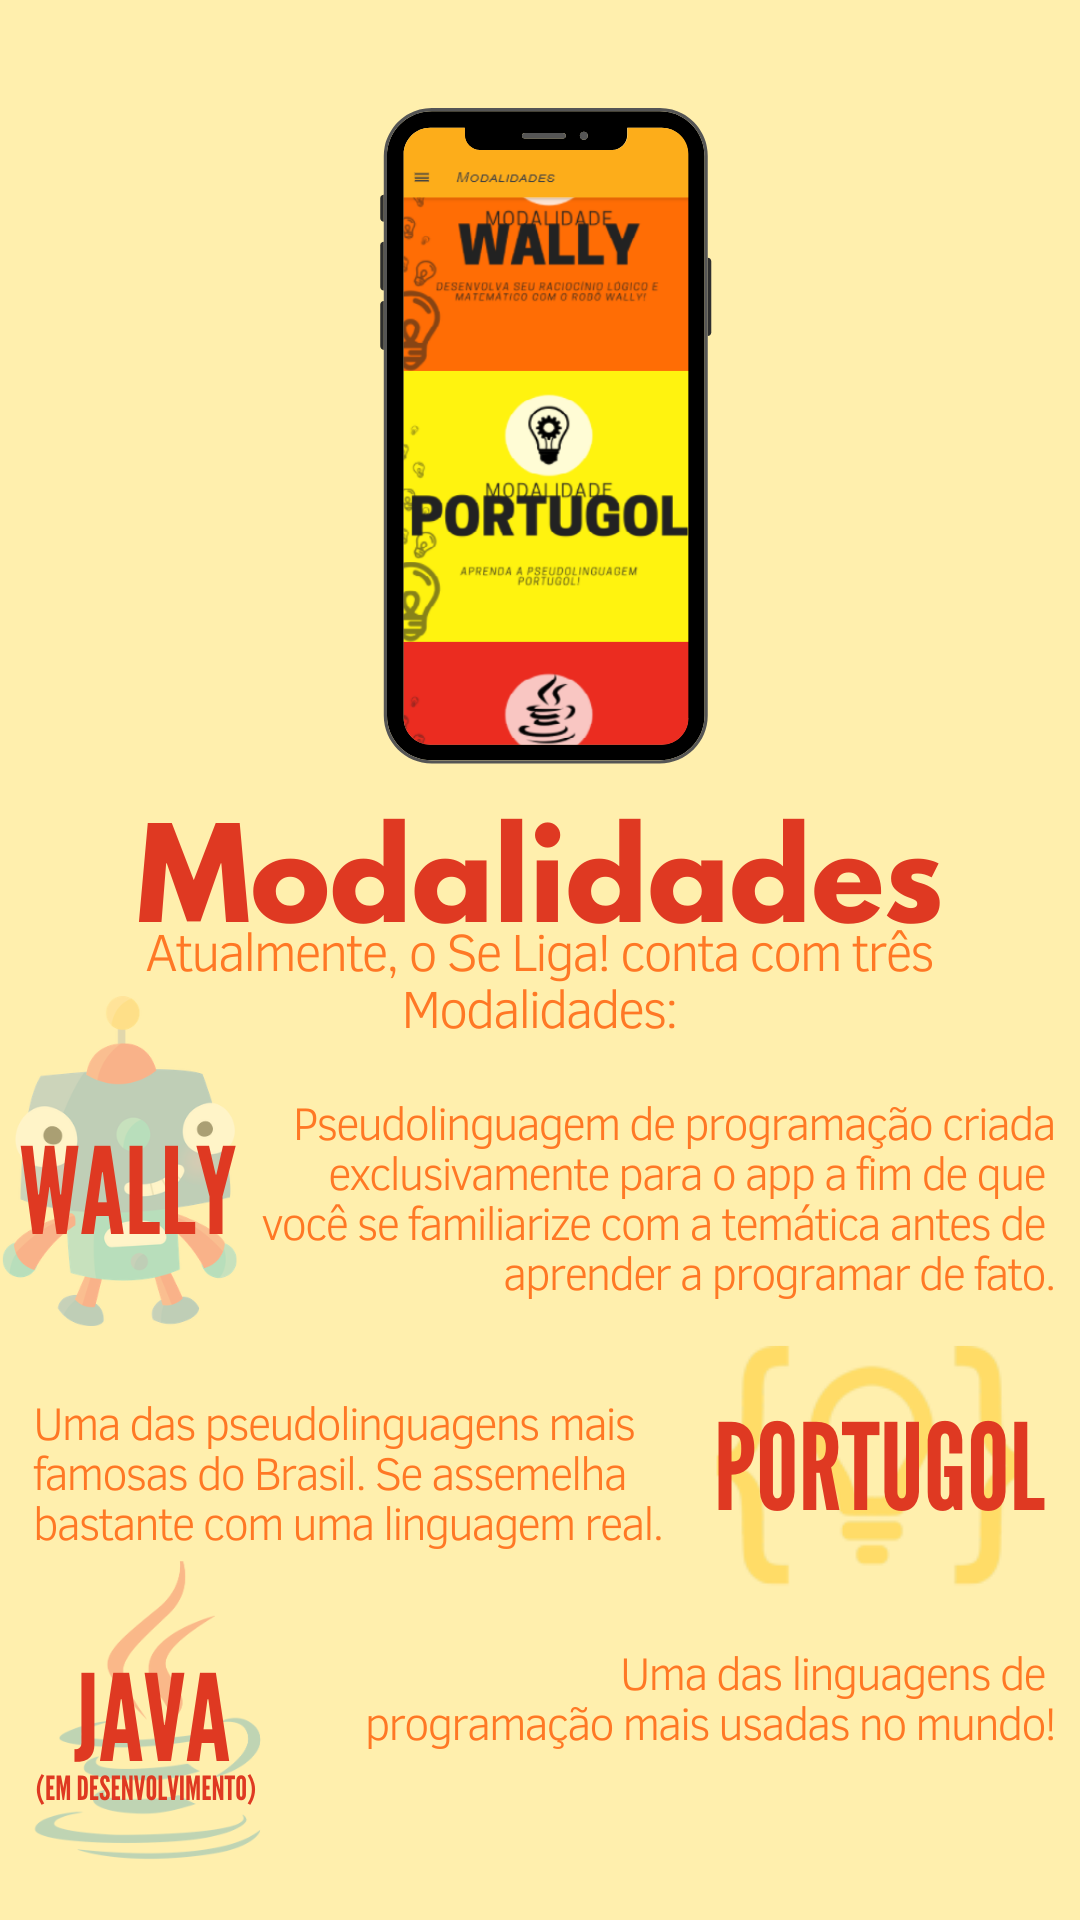 MODALIDADES
MODALIDADE
WALLY
DESENVOLVA SEU RACIOCÍNIO LÓGICO E
MATEMÁTICO COM O ROBÔ WALLY!
MODALIDADE
PORTUGOL
APRENDA A PSEUDOLINGUAGEM
PORTUGOL!
Modalidades
Atualmente, o Se Liga! conta com três
Modalidades:
WALLY
Pseudolinguagem de programação criada
exclusivamente para o app a fim de que
você se familiarize com a temática antes de
aprender a programar de fato.
Uma das pseudolinguagens mais
famosas do Brasil. Se assemelha
bastante com uma linguagem real.
PORTUGOL
JAVA
(EM DESENVOLVIMENTO)
Uma das linguagens de
programação mais usadas no mundo!